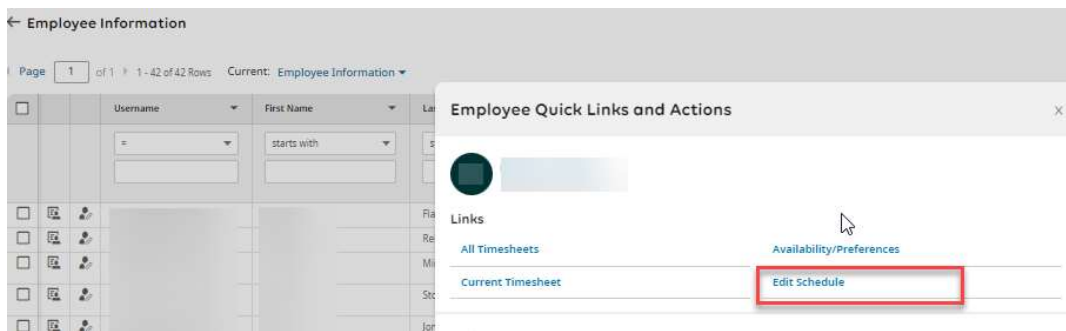 ← Employee Information
Page 1 of 1 1 - 42 of 42 Rows Current: Employee Information
Username First Name
= starts with
Employee Quick Links and Actions x
Links
All Timesheets Availability/Preferences
Current Timesheet Edit Schedule